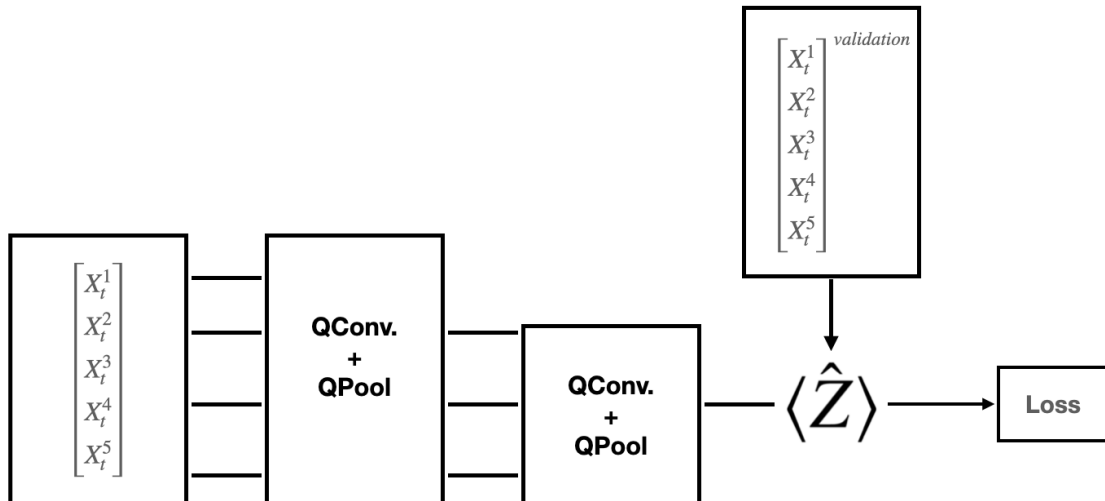 validation
X_t^1
X_t^2
X_t^3
X_t^4
X_t^5
X_t^1
X_t^2
X_t^3
X_t^4
X_t^5
QConv.
+
QPool
QConv.
+
QPool
⟨Ẑ⟩
Loss